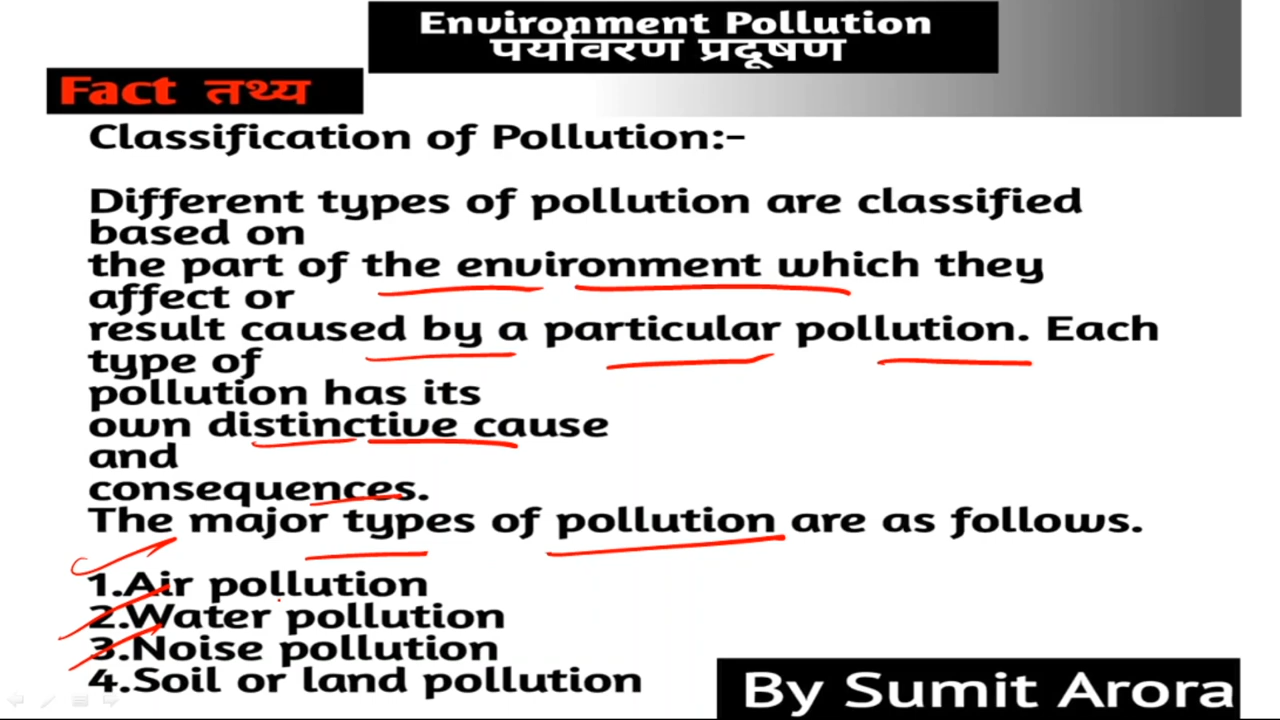 Environment Pollution
पर्यावरण प्रदूषण
Fact तथ्य
Classification of Pollution:-
Different types of pollution are classified
based on
the part of the environment which they
affect or
result caused by a particular pollution. Each
type of
pollution has its
own distinctive cause
and
consequences.
The major types of pollution are as follows.
1.Air pollution
2.Water pollution
3.Noise pollution
4.Soil or land pollution
By Sumit Arora